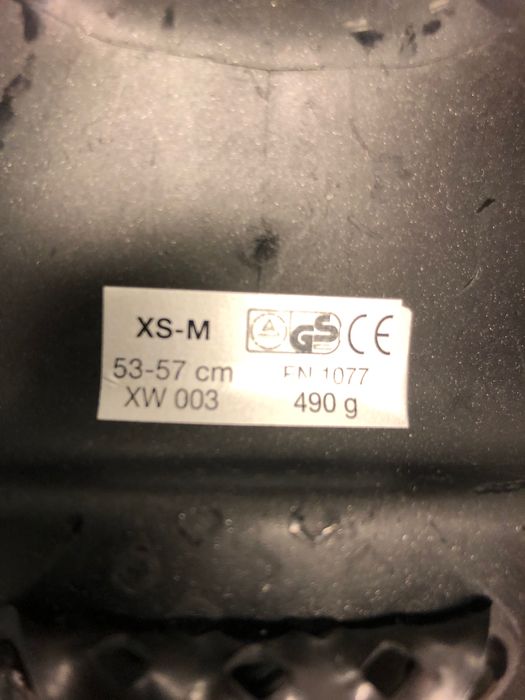 XS-M GS CE
53-57 cm EN 1077
XW 003 490 g